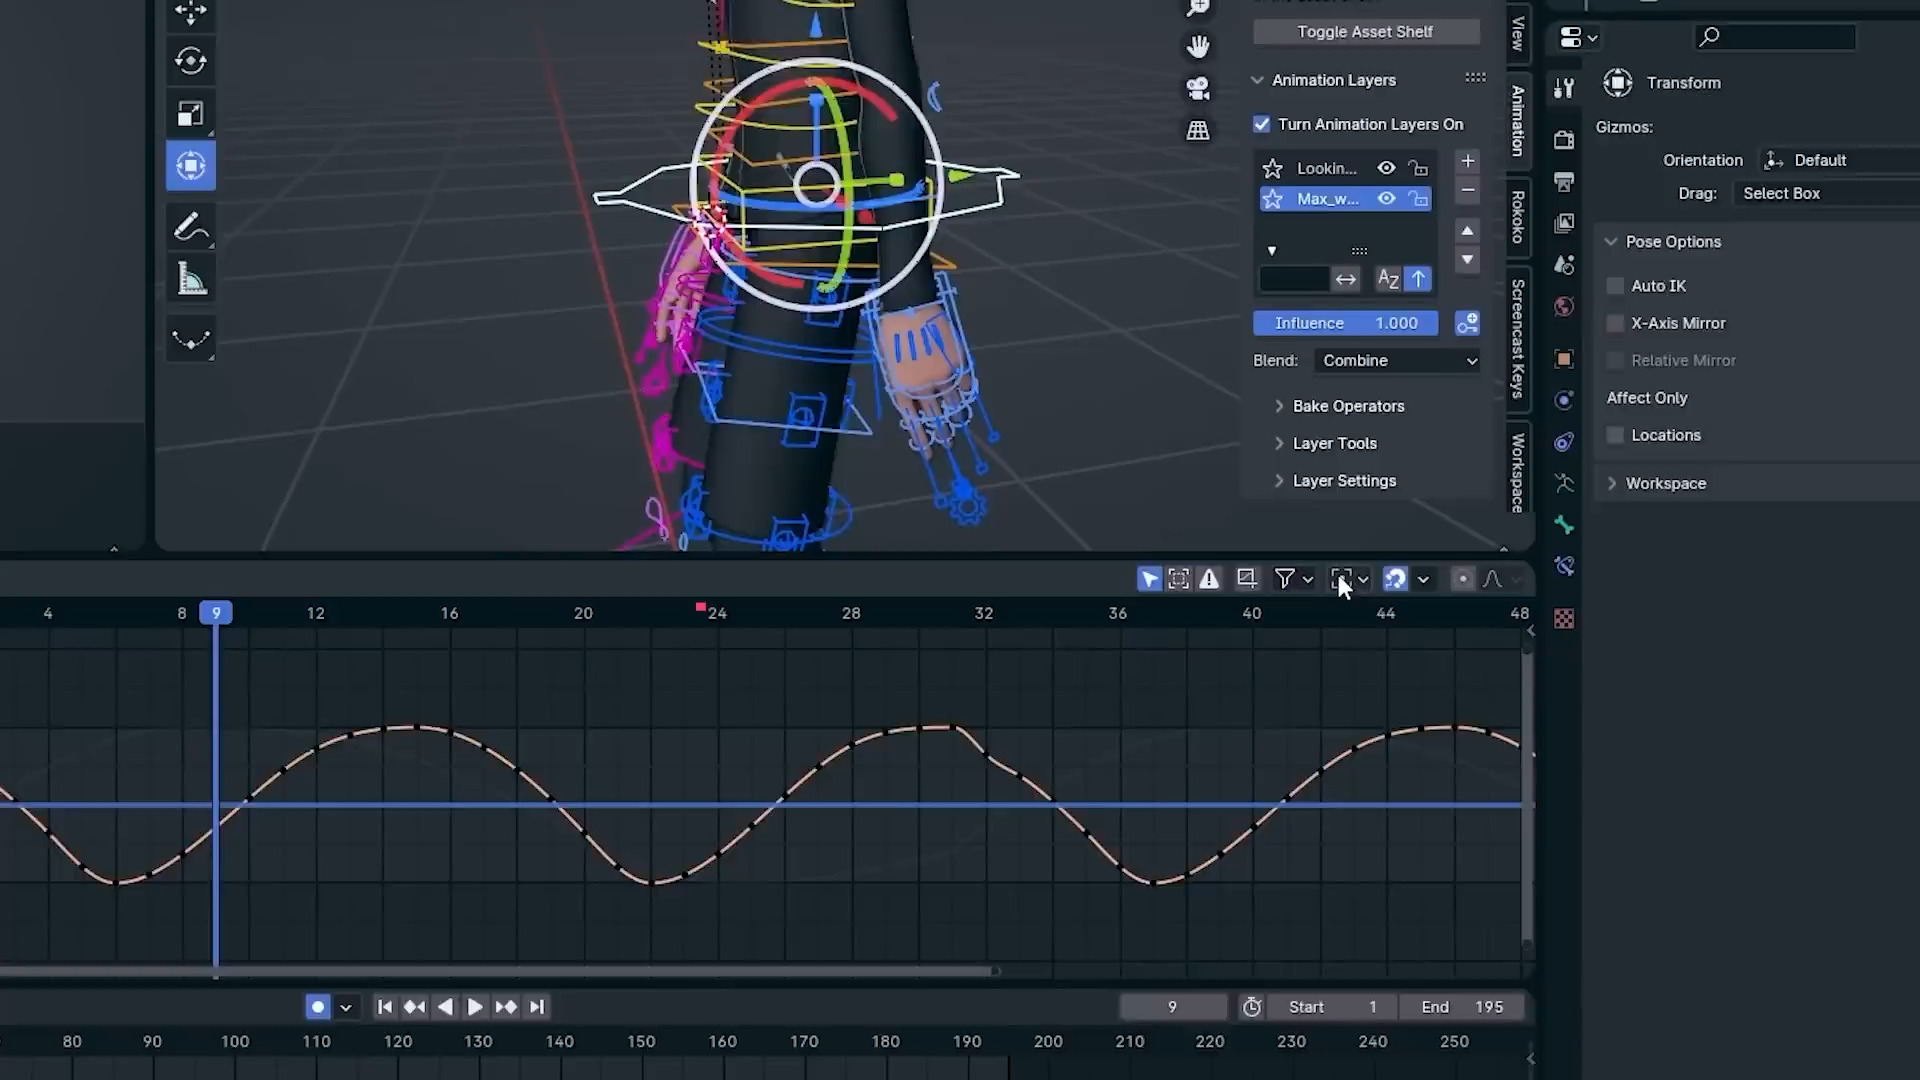 Toggle Asset Shelf
Animation Layers
Turn Animation Layers On
Lookin...
Max_w...
Az
Influence 1.000
Blend: Combine
Bake Operators
Layer Tools
Layer Settings
View
Animation
Rokoko
Screencast Keys
Workspace
Transform
Gizmos:
Orientation Default
Drag: Select Box
Pose Options
Auto IK
X-Axis Mirror
Relative Mirror
Affect Only
Locations
Workspace
4 8 9 12 16 20 24 28 32 36 40 44 48
9 Start 1 End 195
80 90 100 110 120 130 140 150 160 170 180 190 200 210 220 230 240 250